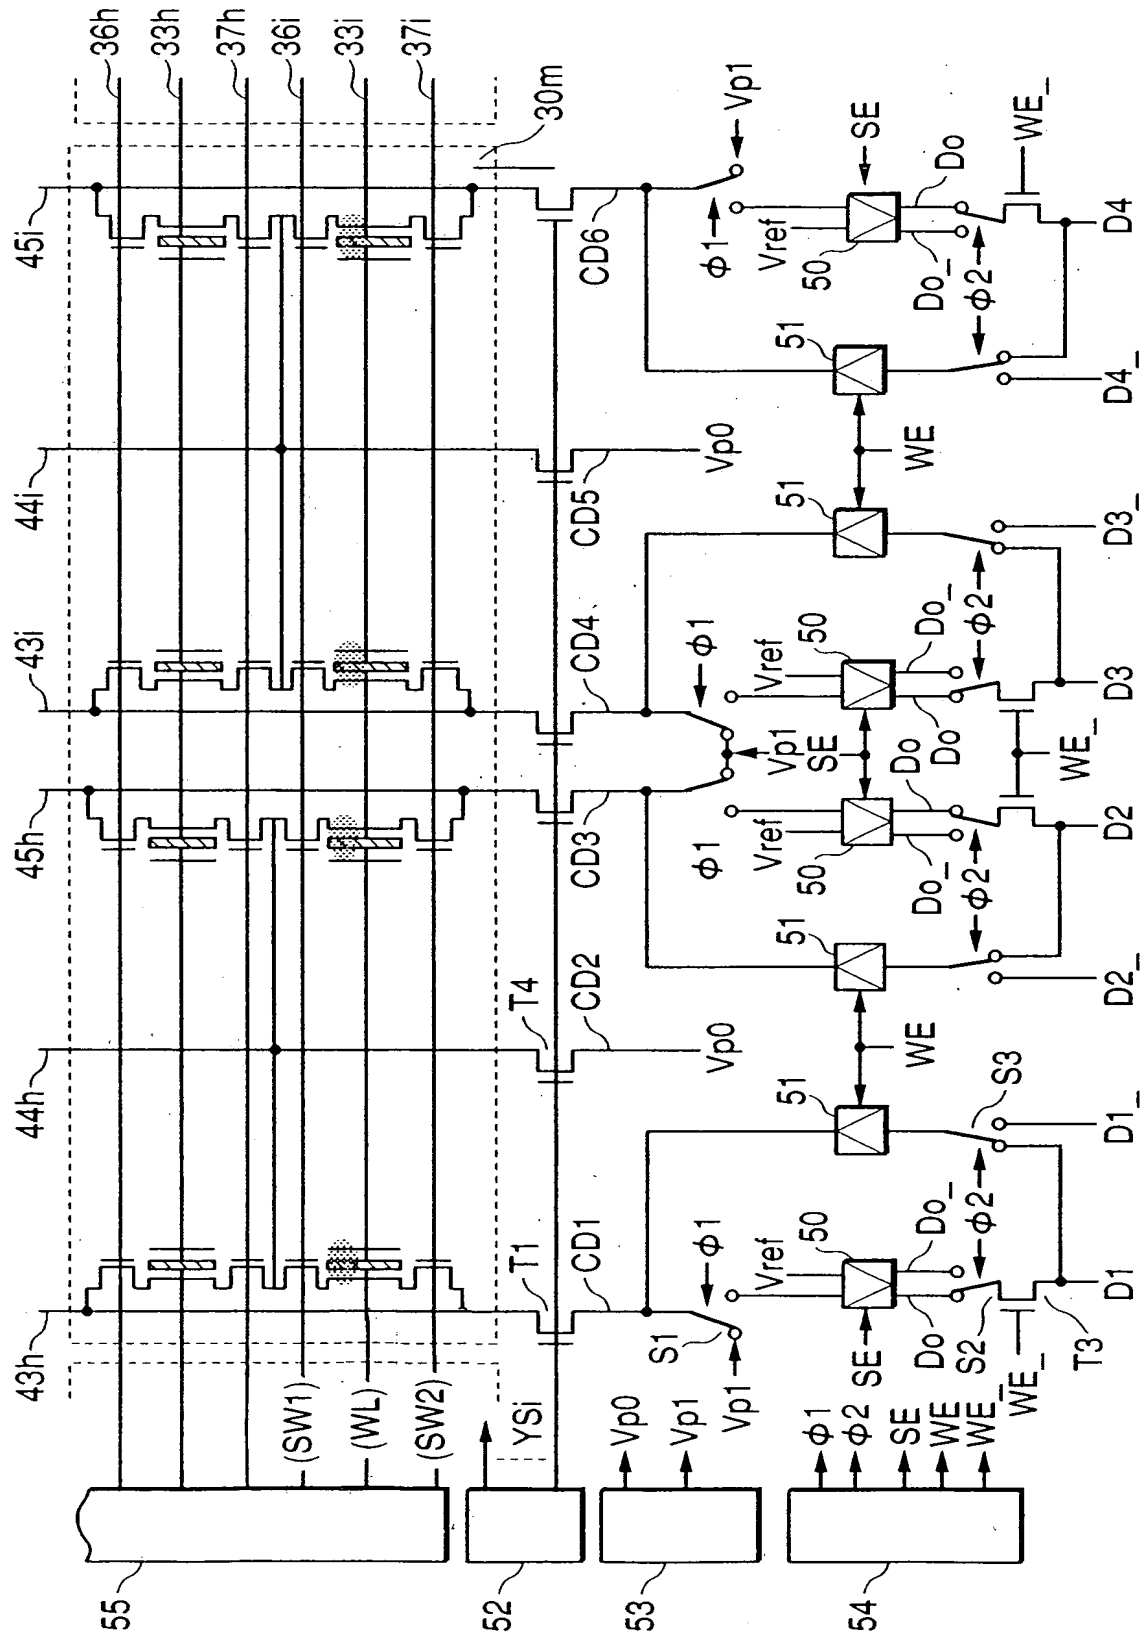 36h
33h
37h
36i
33i
37i
43h
44h
45h
43i
44i
45i
30m
(SW1)
(WL)
(SW2)
55
YSi
T1
T4
52
CD1
CD2
CD3
CD4
CD5
CD6
Vp0
Vp1
53
S1
Vp1
ϕ1
Vp0
ϕ1
Vp1
ϕ1
Vp0
ϕ1
Vp1
ϕ1
ϕ2
SE
WE
WE_
54
SE
Vref
50
51
WE
51
Vref
50
SE
Vref
50
51
WE
51
Vref
50
SE
Do
Do_
Do_
Do
Do
Do_
Do_
Do
S2
ϕ2
S3
ϕ2
ϕ2
ϕ2
WE_
T3
WE_
WE_
D1
D1_
D2_
D2
D3
D3_
D4_
D4